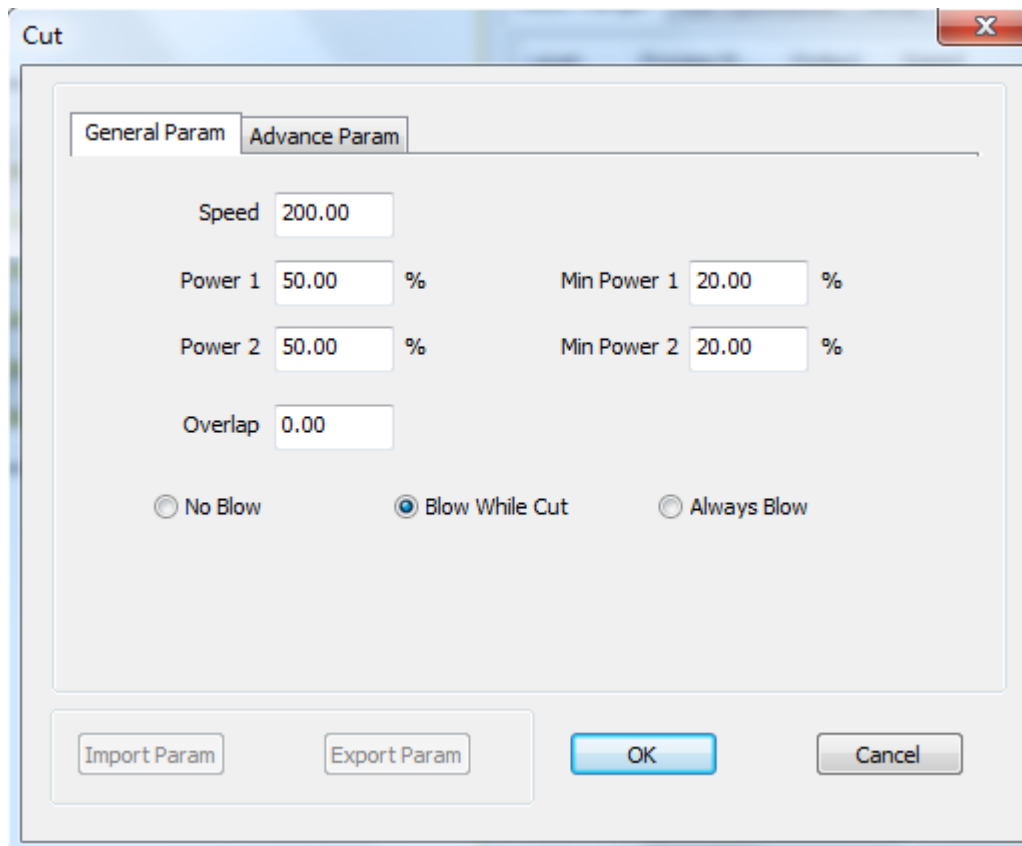 Cut
General Param Advance Param
Speed 200.00
Power 1 50.00 % Min Power 1 20.00 %
Power 2 50.00 % Min Power 2 20.00 %
Overlap 0.00
No Blow Blow While Cut Always Blow
Import Param Export Param OK Cancel